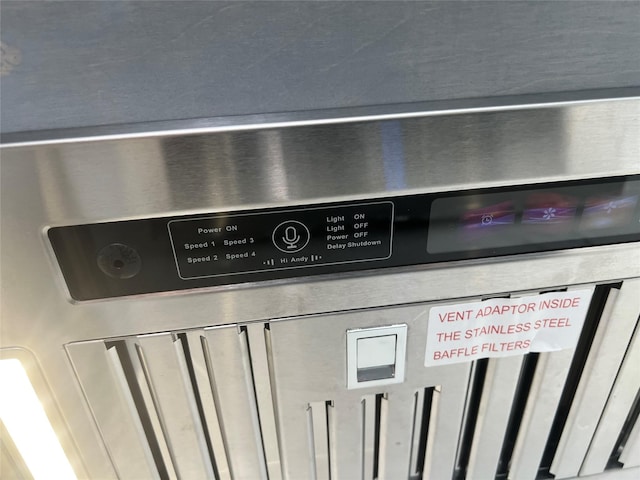 Power ON
Speed 1 Speed 3
Speed 2 Speed 4
Hi Andy
Light ON
Light OFF
Power OFF
Delay Shutdown
VENT ADAPTOR INSIDE
THE STAINLESS STEEL
BAFFLE FILTERS